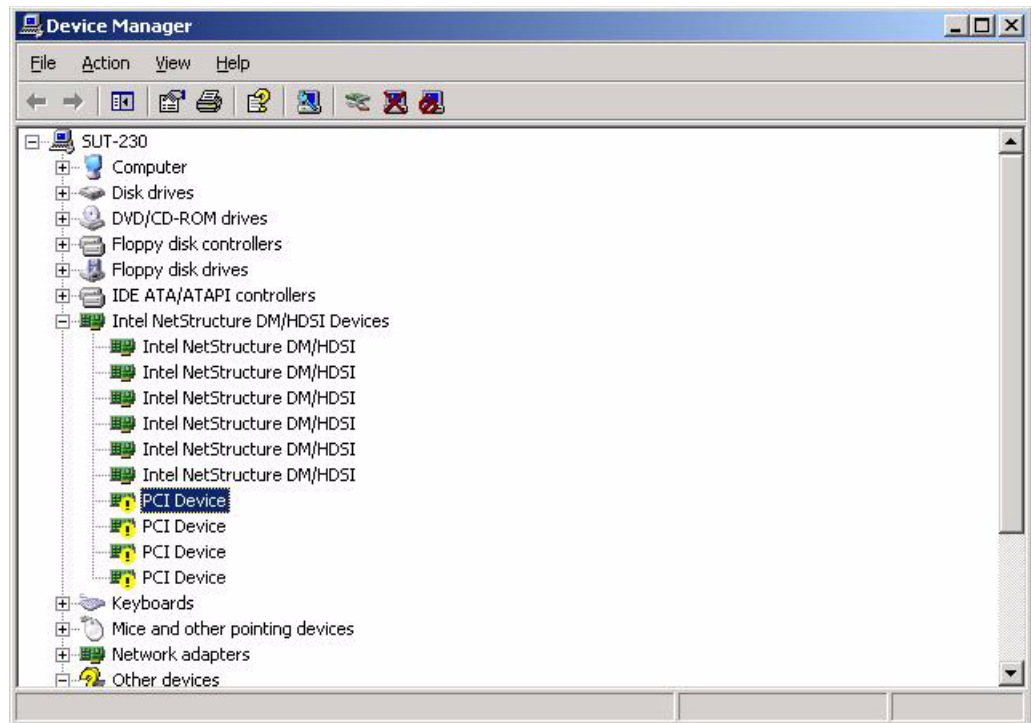 Device Manager
File Action View Help
SUT-230
Computer
Disk drives
DVD/CD-ROM drives
Floppy disk controllers
Floppy disk drives
IDE ATA/ATAPI controllers
Intel NetStructure DM/HDSI Devices
Intel NetStructure DM/HDSI
Intel NetStructure DM/HDSI
Intel NetStructure DM/HDSI
Intel NetStructure DM/HDSI
Intel NetStructure DM/HDSI
Intel NetStructure DM/HDSI
PCI Device
PCI Device
PCI Device
PCI Device
Keyboards
Mice and other pointing devices
Network adapters
Other devices